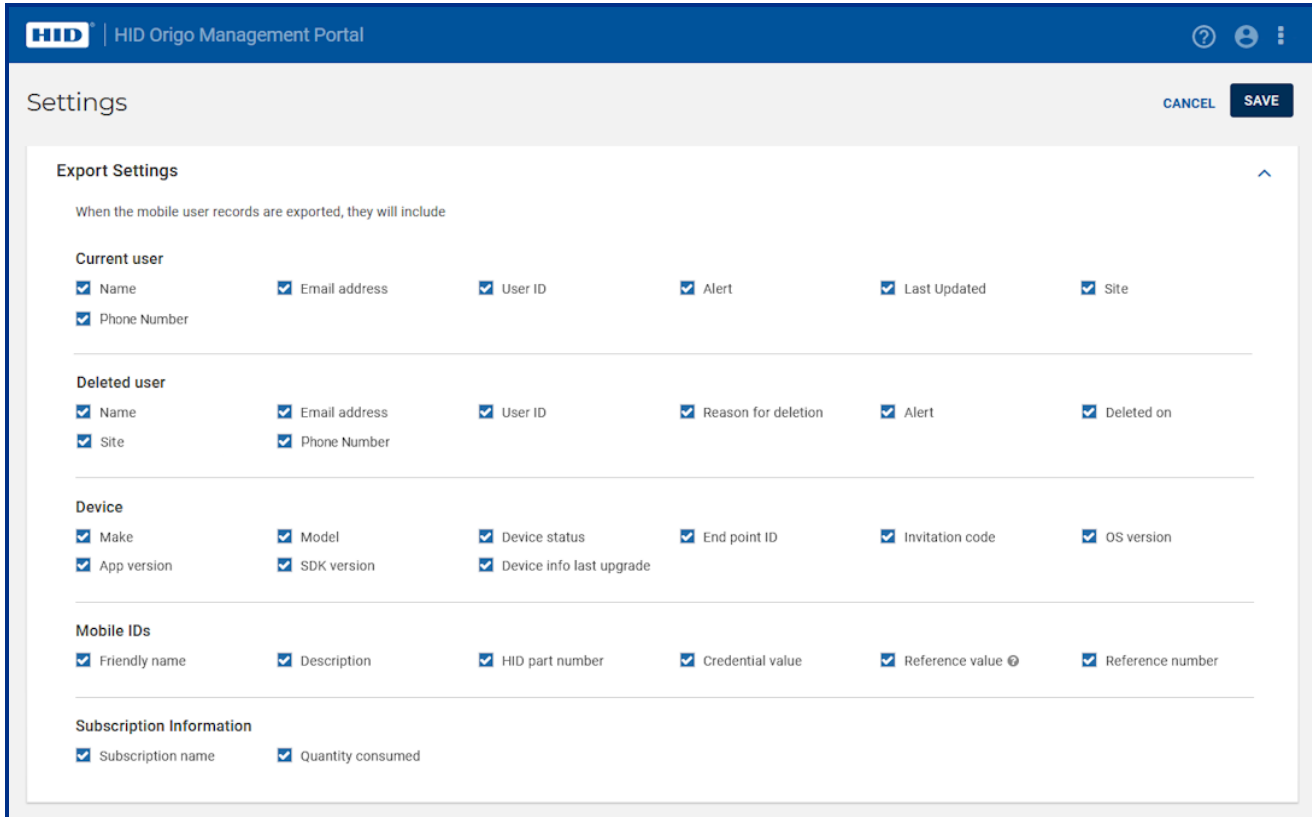 HID® HID Origo Management Portal
Settings CANCEL SAVE
Export Settings
When the mobile user records are exported, they will include
Current user
Name Email address User ID Alert Last Updated Site
Phone Number
Deleted user
Name Email address User ID Reason for deletion Alert Deleted on
Site Phone Number
Device
Make Model Device status End point ID Invitation code OS version
App version SDK version Device info last upgrade
Mobile IDs
Friendly name Description HID part number Credential value Reference value Reference number
Subscription Information
Subscription name Quantity consumed